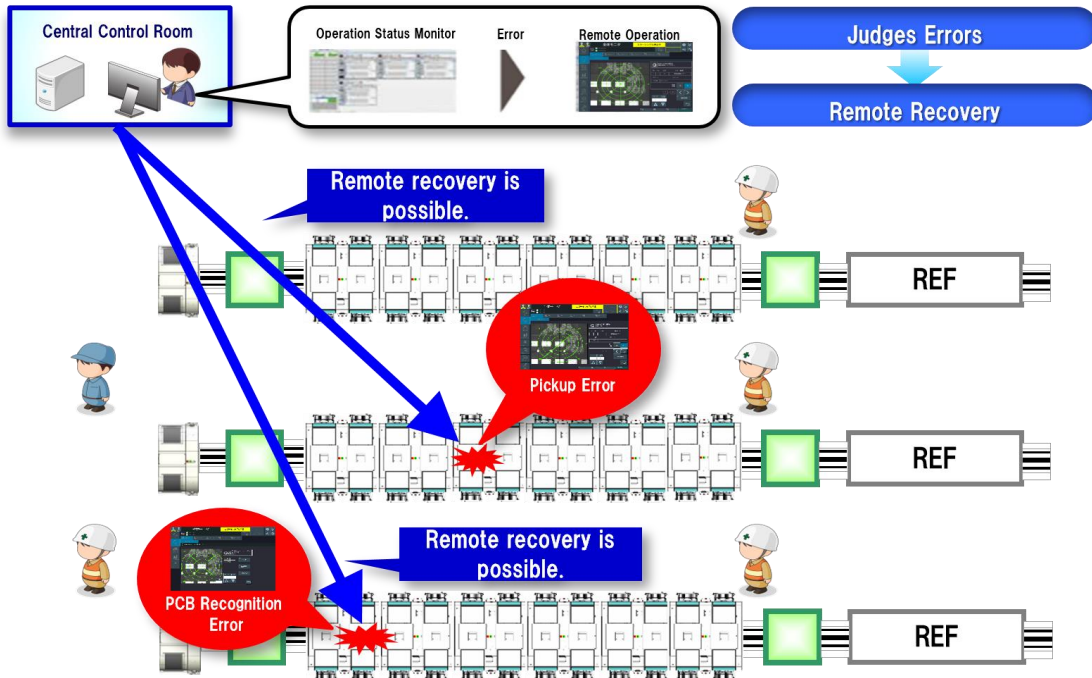 Central Control Room
Operation Status Monitor
Error
Remote Operation
Judges Errors
Remote Recovery
Remote recovery is
possible.
REF
Pickup Error
REF
Remote recovery is
possible.
PCB Recognition
Error
REF